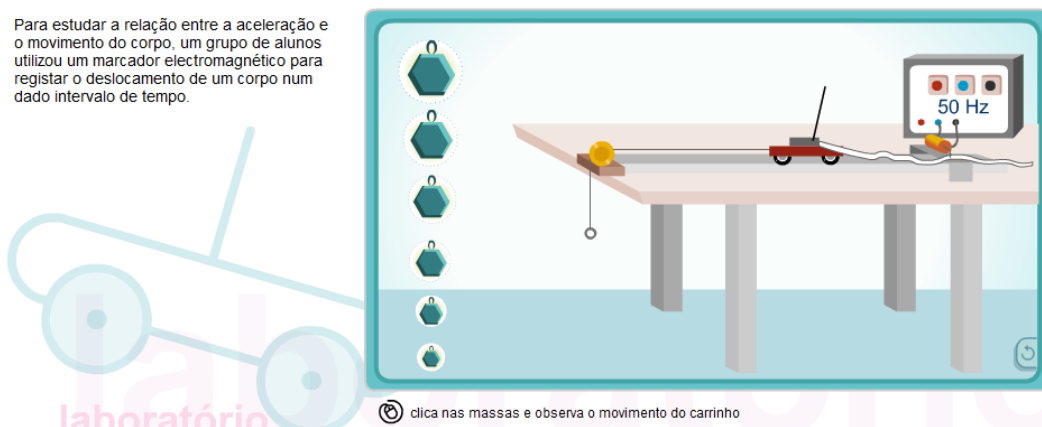 Para estudar a relação entre a aceleração e
o movimento do corpo, um grupo de alunos
utilizou um marcador electromagnético para
registar o deslocamento de um corpo num
dado intervalo de tempo.
50 Hz
laboratório
laboratório
clica nas massas e observa o movimento do carrinho